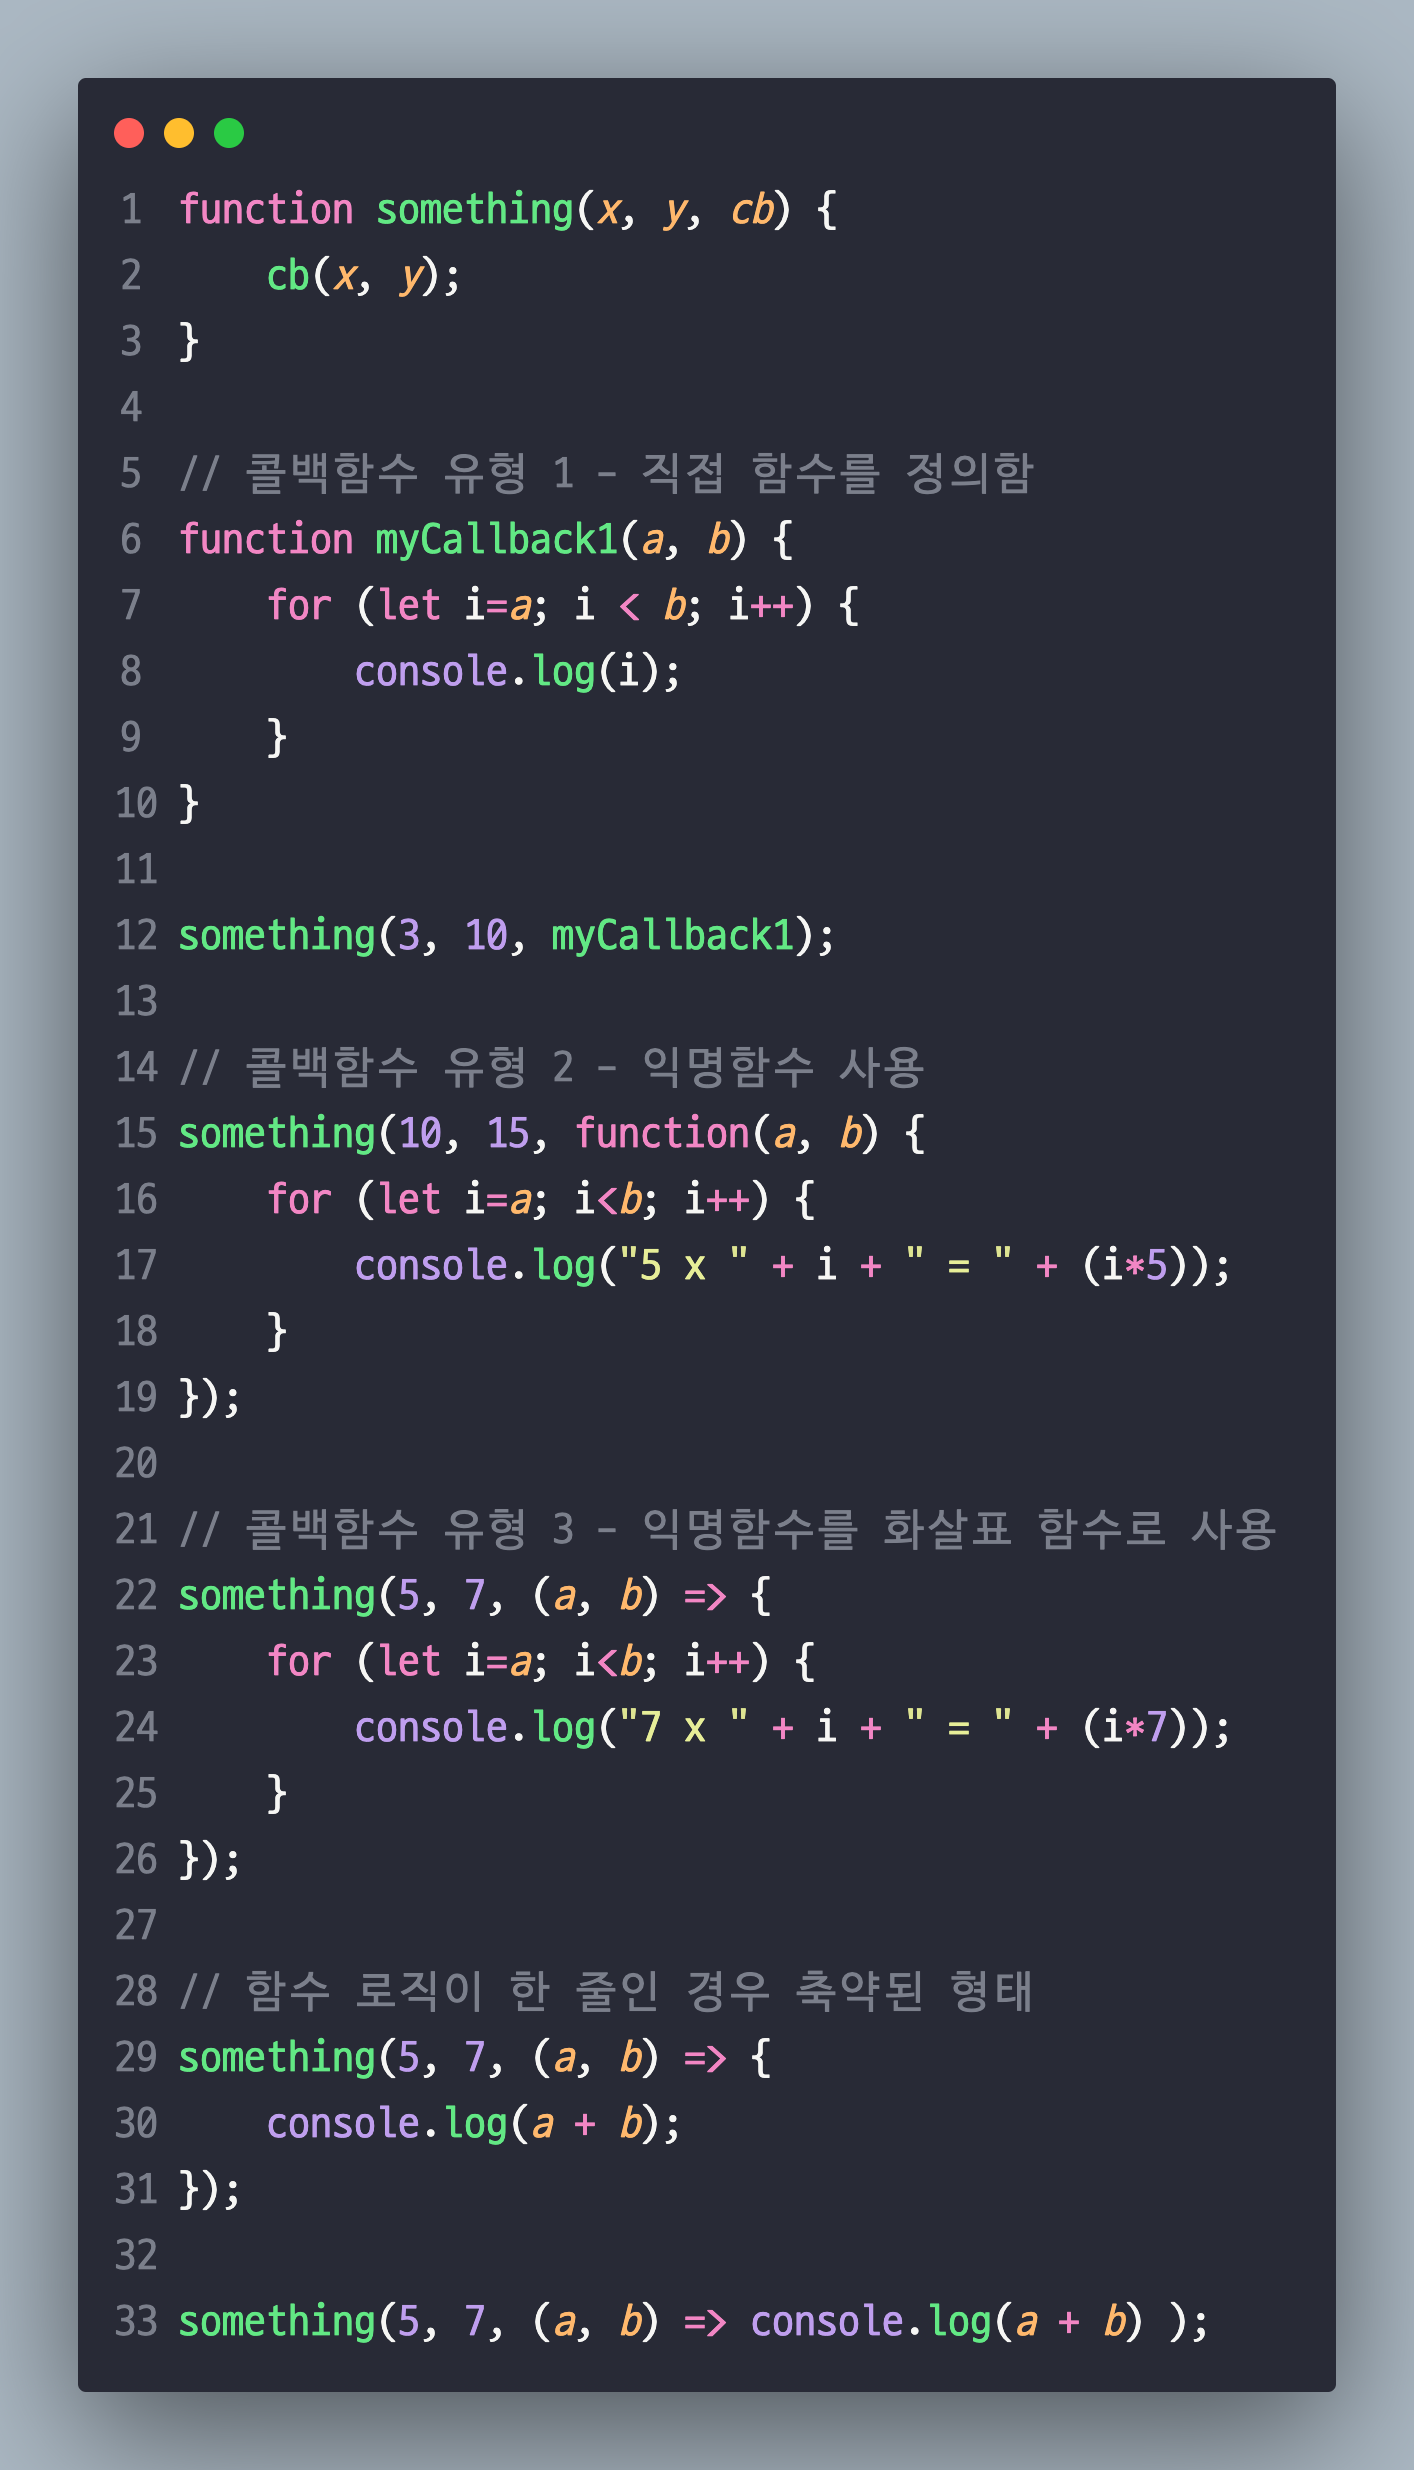 1 function something(x, y, cb) {
2     cb(x, y);
3 }
4
5 // 콜백함수 유형 1 - 직접 함수를 정의함
6 function myCallback1(a, b) {
7     for (let i=a; i < b; i++) {
8         console.log(i);
9     }
10 }
11
12 something(3, 10, myCallback1);
13
14 // 콜백함수 유형 2 - 익명함수 사용
15 something(10, 15, function(a, b) {
16     for (let i=a; i<b; i++) {
17         console.log("5 x " + i + " = " + (i*5));
18     }
19 });
20
21 // 콜백함수 유형 3 - 익명함수를 화살표 함수로 사용
22 something(5, 7, (a, b) => {
23     for (let i=a; i<b; i++) {
24         console.log("7 x " + i + " = " + (i*7));
25     }
26 });
27
28 // 함수 로직이 한 줄인 경우 축약된 형태
29 something(5, 7, (a, b) => {
30     console.log(a + b);
31 });
32
33 something(5, 7, (a, b) => console.log(a + b) );